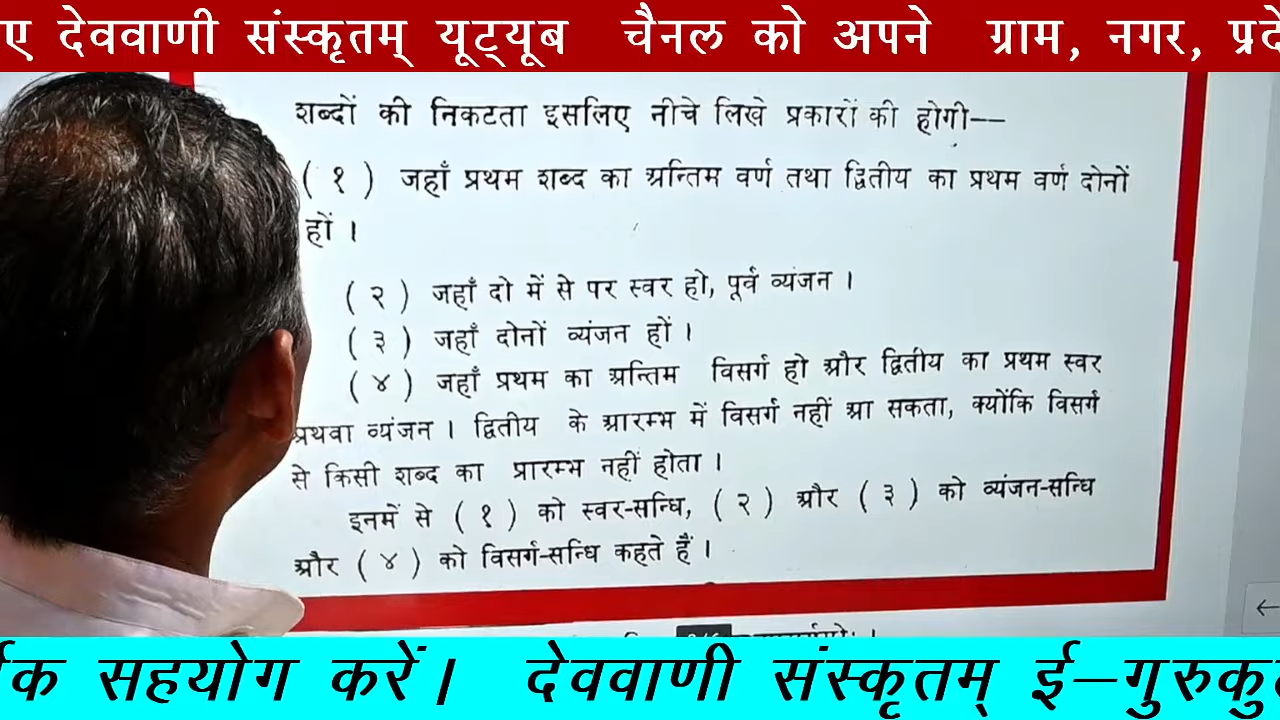 ए देववाणी संस्कृतम् यूट्यूब चैनल को अपने ग्राम, नगर,
शब्दों की निकटता इसलिए नीचे लिखे प्रकारों की होगी—
( १ ) जहाँ प्रथम शब्द का अन्तिम वर्ण तथा द्वितीय का प्रथम वर्ण दोनों
हों ।
( २ ) जहाँ दो में से पर स्वर हो, पूर्व व्यंजन ।
( ३ ) जहाँ दोनों व्यंजन हों ।
( ४ ) जहाँ प्रथम का अन्तिम विसर्ग हो और द्वितीय का प्रथम स्वर
अथवा व्यंजन । द्वितीय के आरम्भ में विसर्ग नहीं आ सकता, क्योंकि विसर्ग
से किसी शब्द का प्रारम्भ नहीं होता ।
इनमें से ( १ ) को स्वर-सन्धि, ( २ ) और ( ३ ) को व्यंजन-सन्धि
और ( ४ ) को विसर्ग-सन्धि कहते हैं ।
सहयोग करें। देववाणी संस्कृतम् ई-गुरुकु